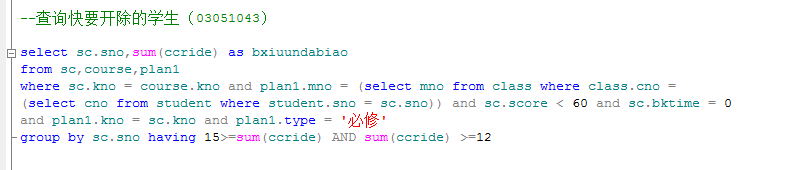 --查询快要开除的学生（03051043）
select sc.sno,sum(ccride) as bxiuundabiao
from sc,course,plan1
where sc.kno = course.kno and plan1.mno = (select mno from class where class.cno =
(select cno from student where student.sno = sc.sno)) and sc.score < 60 and sc.bktime = 0
and plan1.kno = sc.kno and plan1.type = '必修'
group by sc.sno having 15>=sum(ccride) AND sum(ccride) >=12